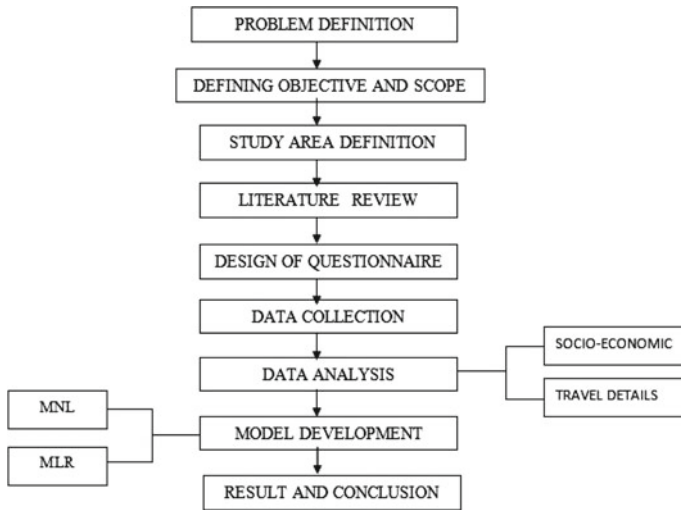 PROBLEM DEFINITION
DEFINING OBJECTIVE AND SCOPE
STUDY AREA DEFINITION
LITERATURE REVIEW
DESIGN OF QUESTIONNAIRE
DATA COLLECTION
DATA ANALYSIS
SOCIO-ECONOMIC
TRAVEL DETAILS
MODEL DEVELOPMENT
MNL
MLR
RESULT AND CONCLUSION